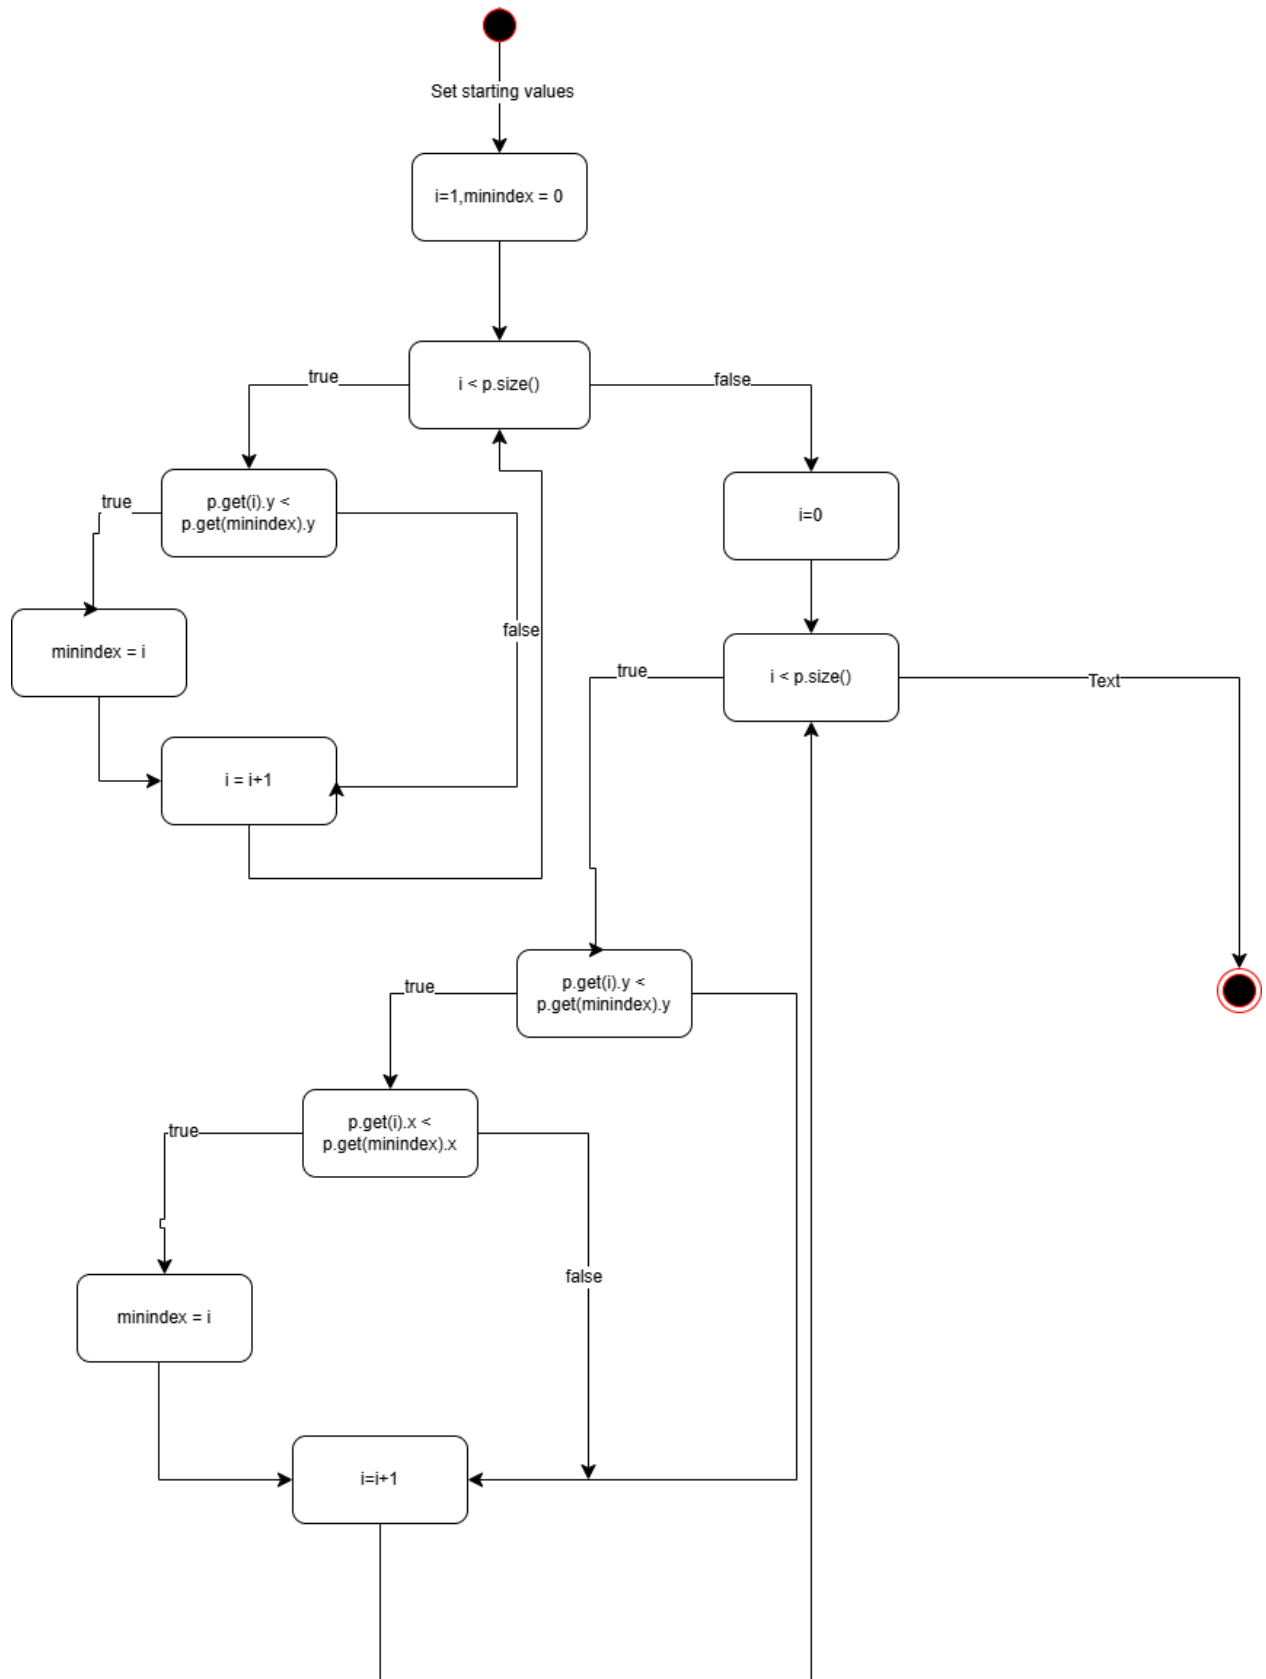 Set starting values
i=1,minindex = 0
true
i < p.size()
false
true
p.get(i).y <
p.get(minindex).y
i=0
minindex = i
false
true
i < p.size()
Text
i = i+1
true
p.get(i).y <
p.get(minindex).y
true
p.get(i).x <
p.get(minindex).x
false
minindex = i
i=i+1